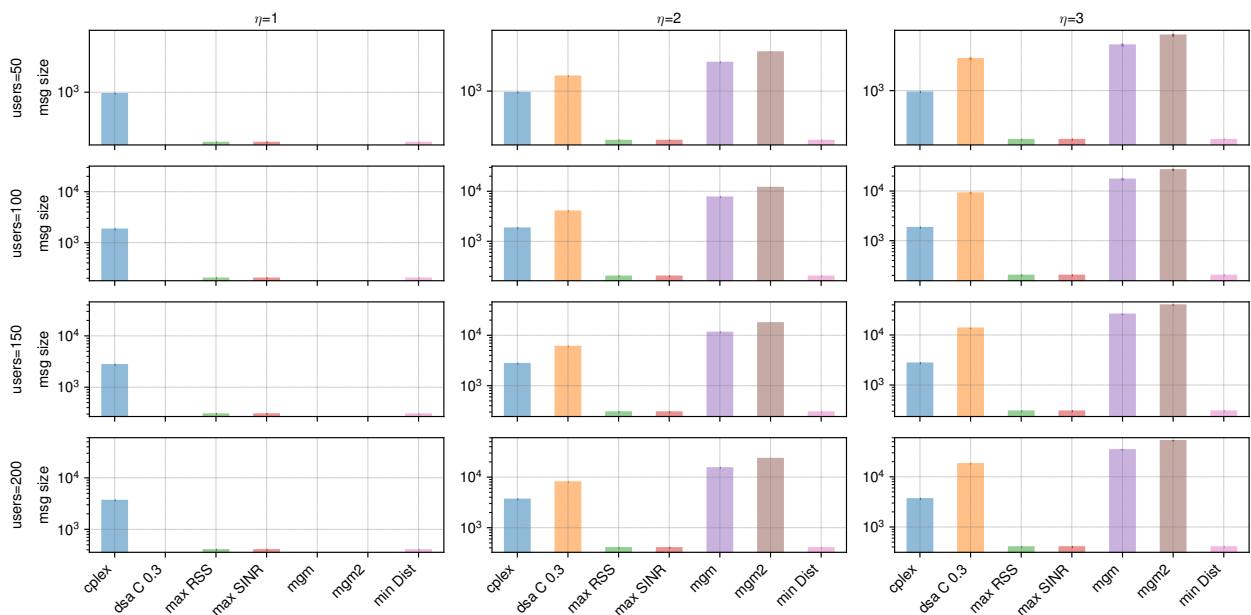 η=1
η=2
η=3
users=50
msg size
10³
10³
10³
users=100
msg size
10⁴
10³
10⁴
10³
10⁴
10³
users=150
msg size
10⁴
10³
10⁴
10³
10⁴
10³
users=200
msg size
10⁴
10³
10⁴
10³
10⁴
10³
cplex
dsa C 0.3
max RSS
max SINR
mgm
mgm2
min Dist
cplex
dsa C 0.3
max RSS
max SINR
mgm
mgm2
min Dist
cplex
dsa C 0.3
max RSS
max SINR
mgm
mgm2
min Dist